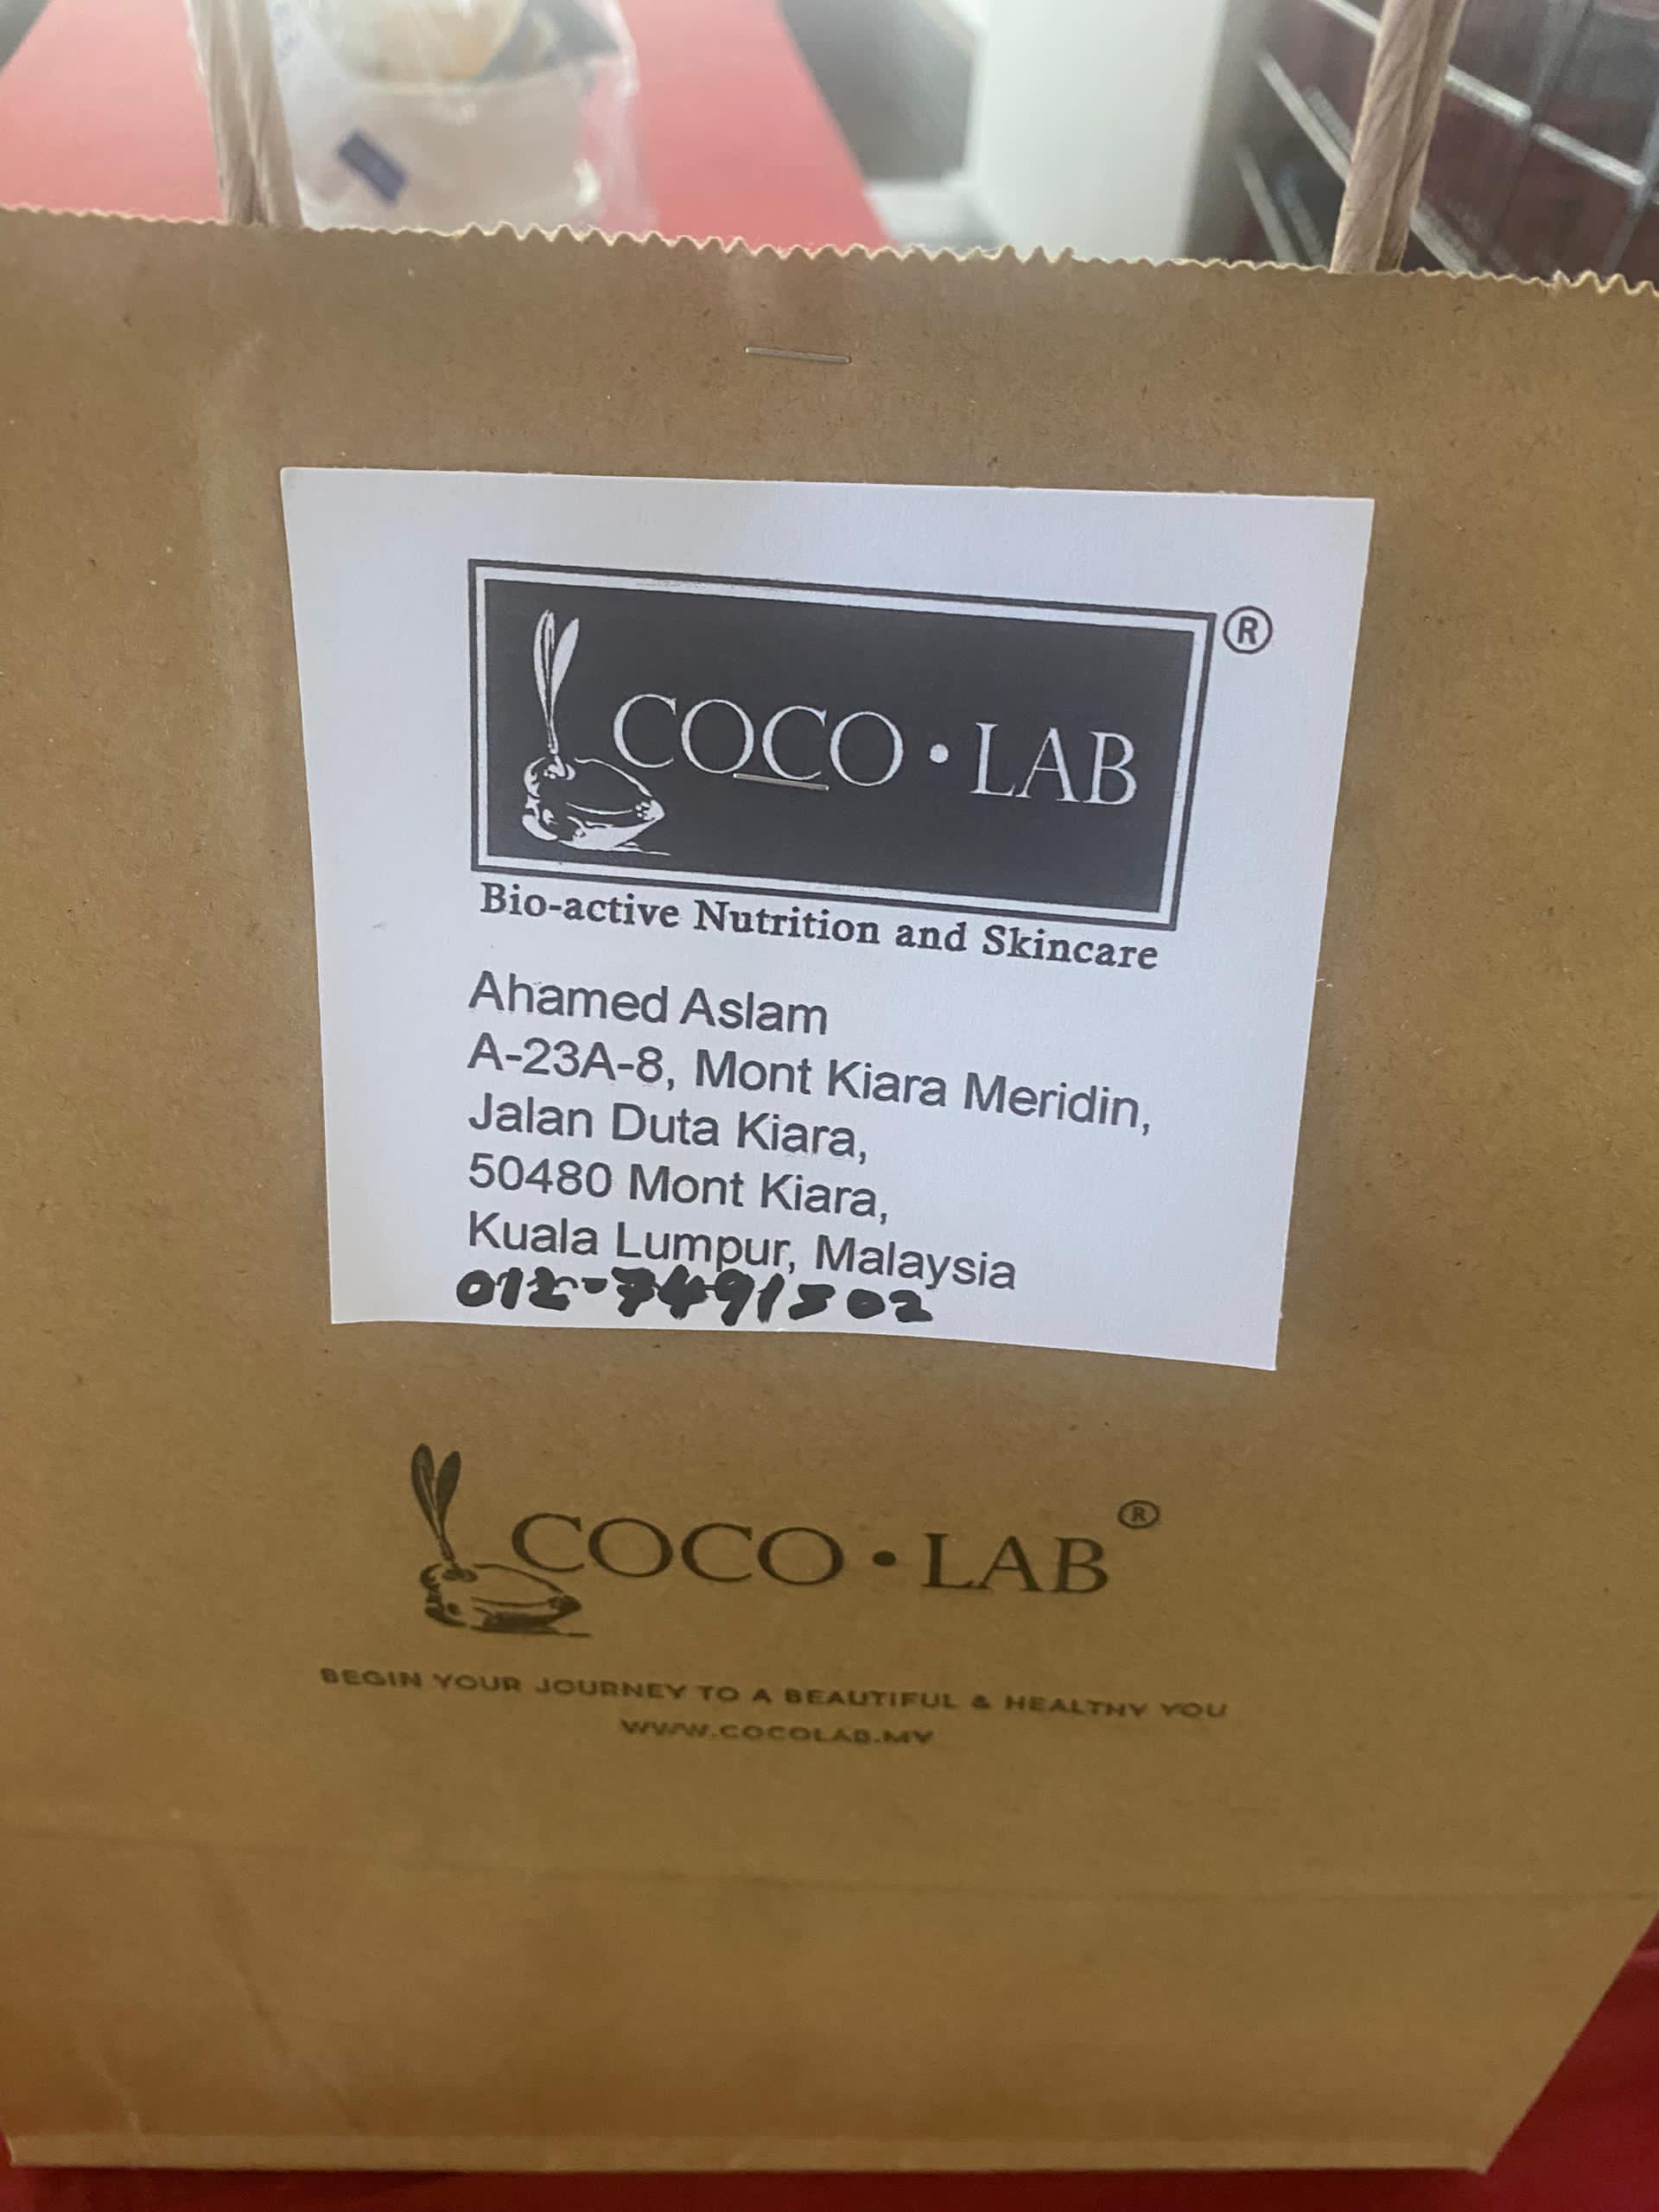 COCO • LAB ®
Bio-active Nutrition and Skincare
Ahamed Aslam
A-23A-8, Mont Kiara Meridin,
Jalan Duta Kiara,
50480 Mont Kiara,
Kuala Lumpur, Malaysia
012-7491502
COCO • LAB ®
BEGIN YOUR JOURNEY TO A BEAUTIFUL & HEALTHY YOU
WWW.COCOLAB.MY